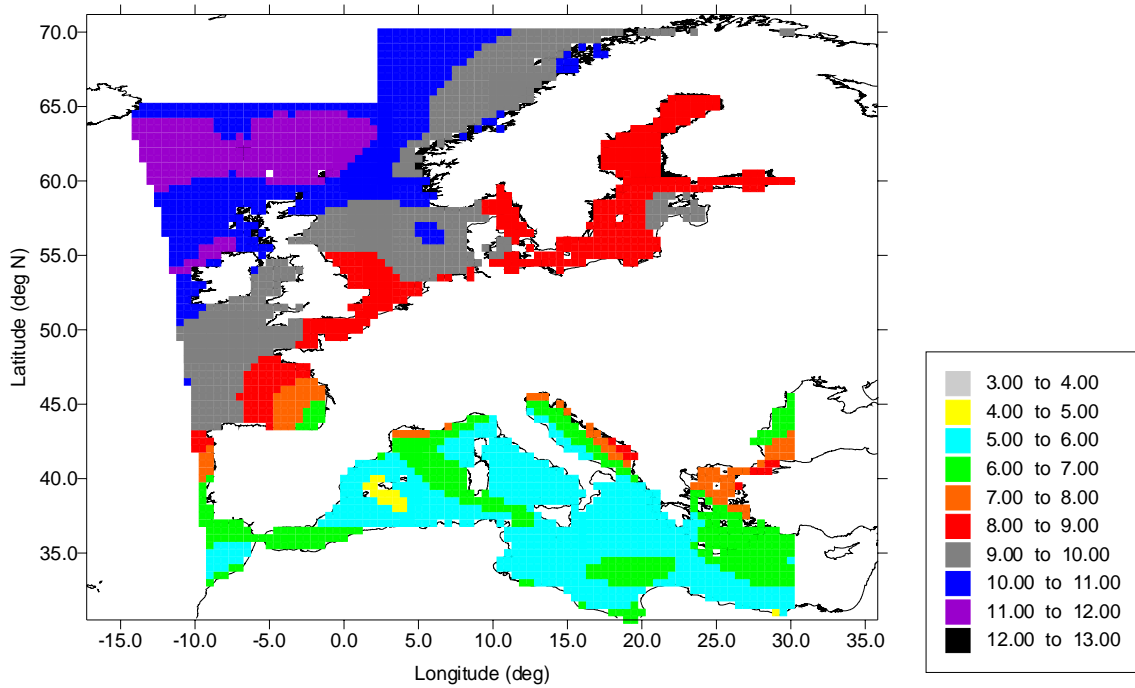 70.0
65.0
60.0
55.0
50.0
45.0
40.0
35.0
Latitude (deg N)
-15.0 -10.0 -5.0 0.0 5.0 10.0 15.0 20.0 25.0 30.0 35.0
Longitude (deg)
3.00 to 4.00
4.00 to 5.00
5.00 to 6.00
6.00 to 7.00
7.00 to 8.00
8.00 to 9.00
9.00 to 10.00
10.00 to 11.00
11.00 to 12.00
12.00 to 13.00